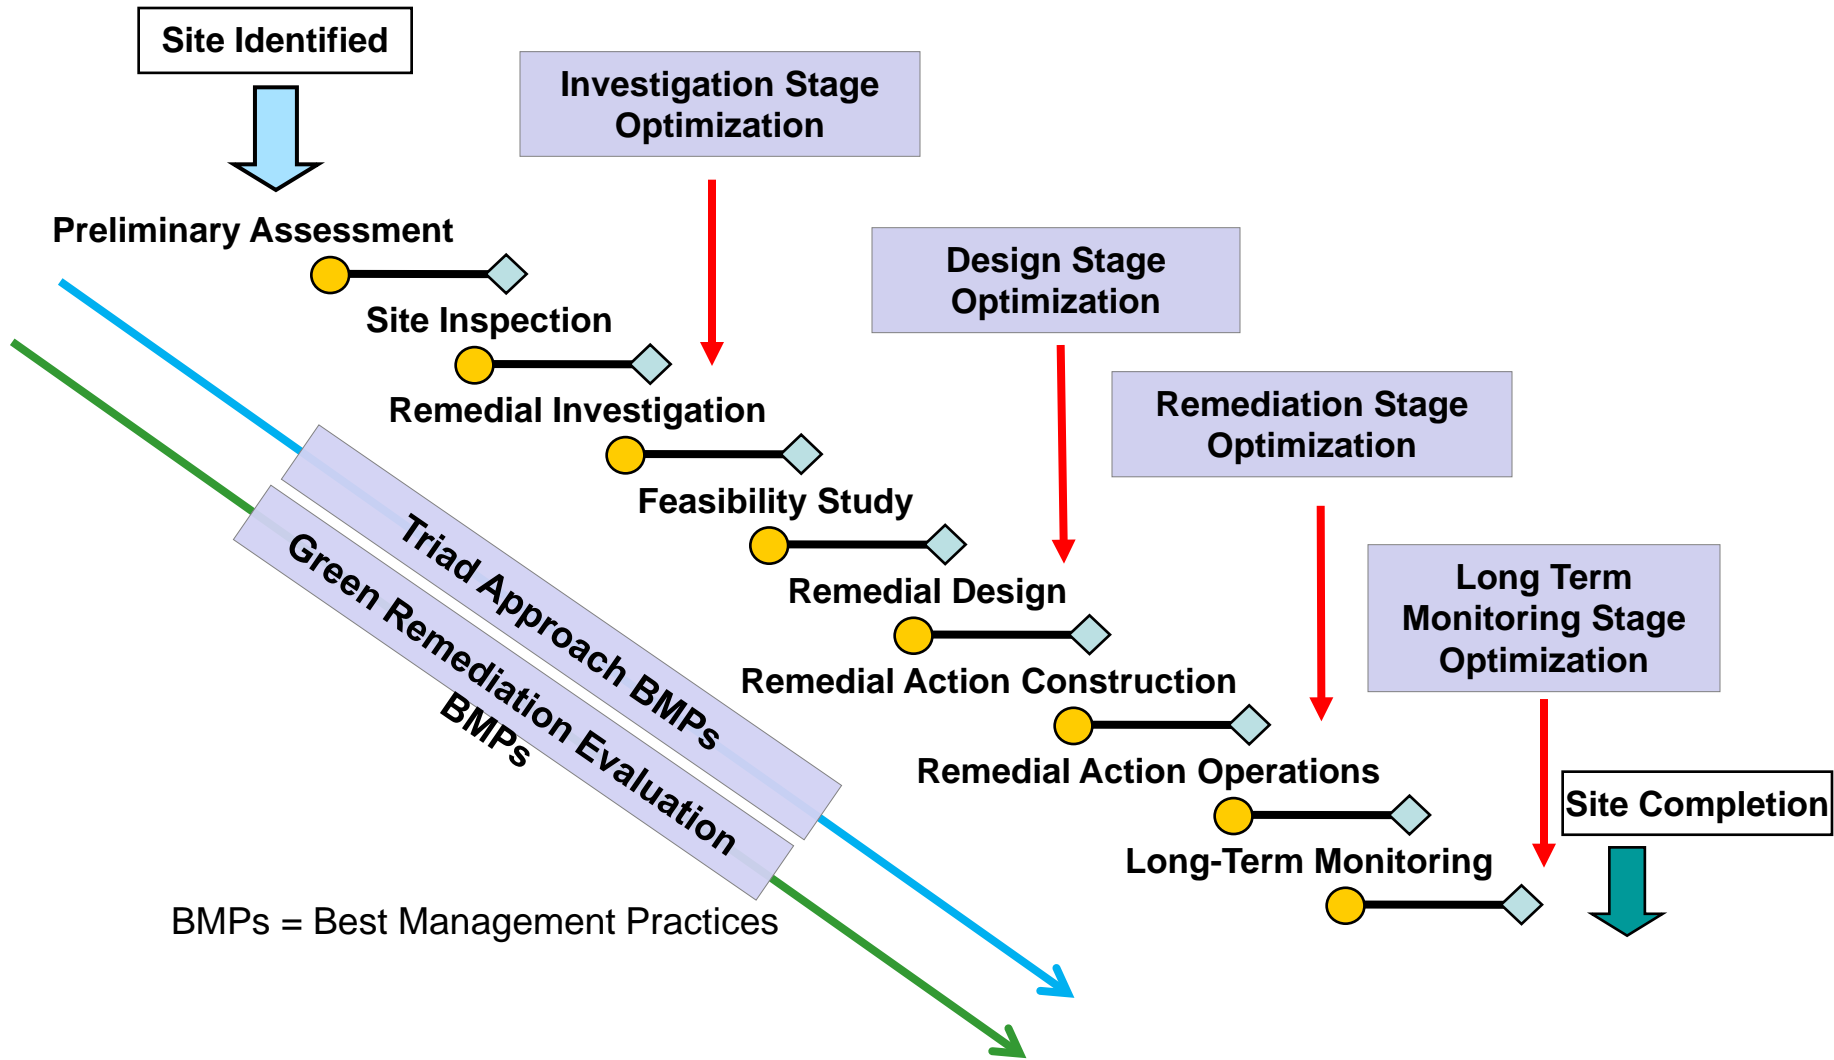 Site Identified
Investigation Stage
Optimization
Preliminary Assessment
Design Stage
Optimization
Site Inspection
Remedial Investigation
Remediation Stage
Optimization
Feasibility Study
Triad Approach BMPs
Green Remediation Evaluation
BMPs
Remedial Design
Long Term
Monitoring Stage
Optimization
Remedial Action Construction
Remedial Action Operations
Site Completion
Long-Term Monitoring
BMPs = Best Management Practices